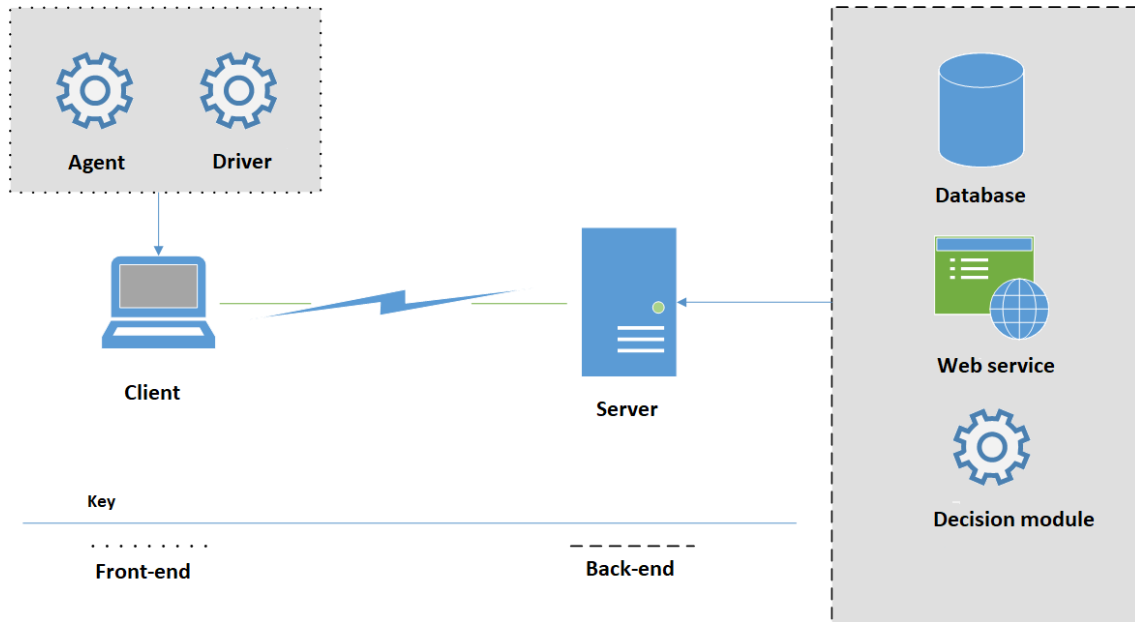 Agent
Driver
Database
Web service
Client
Server
Decision module
Key
Front-end
Back-end